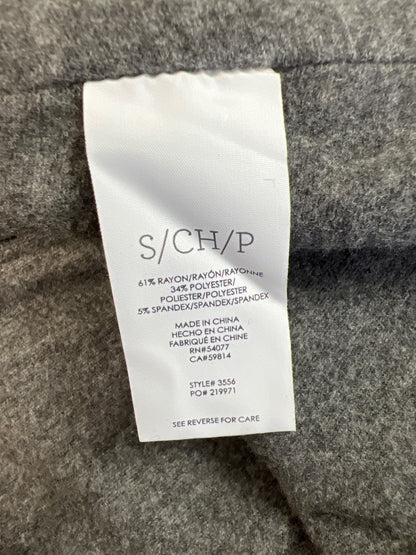 S/CH/P
61% RAYON/RAYÓN/RAYONNE
34% POLYESTER/
POLIESTER/POLYESTER
5% SPANDEX/SPANDEX/SPANDEX
MADE IN CHINA
HECHO EN CHINA
FABRIQUÉ EN CHINE
RN#54077
CA#59814
STYLE# 3556
PO# 219971
SEE REVERSE FOR CARE